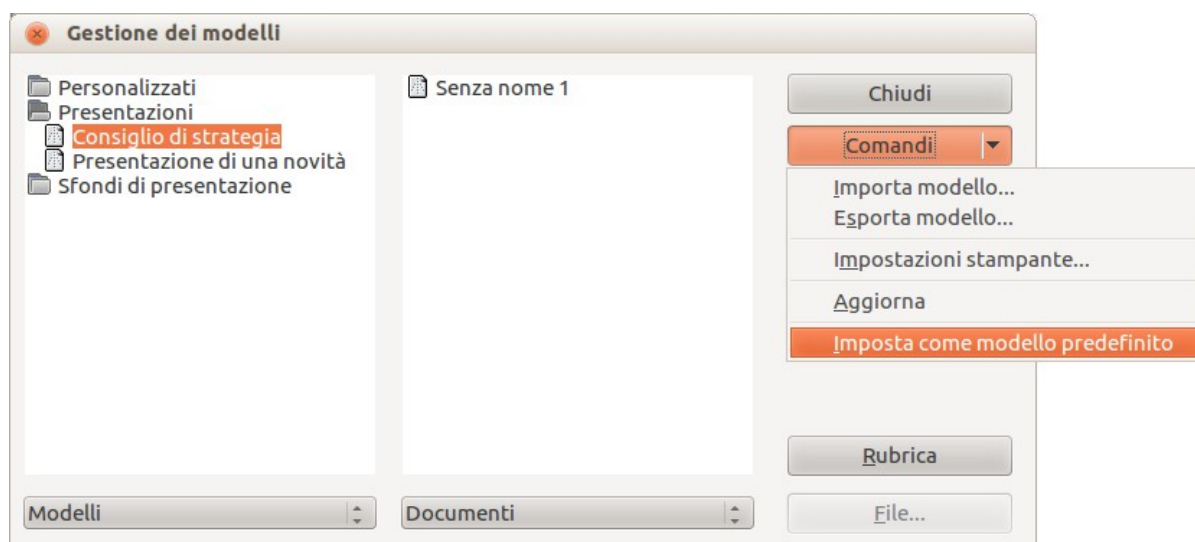 Gestione dei modelli
Personalizzati
Presentazioni
Consiglio di strategia
Presentazione di una novità
Sfondi di presentazione
Senza nome 1
Chiudi
Comandi
Importa modello...
Esporta modello...
Impostazioni stampante...
Aggiorna
Imposta come modello predefinito
Rubrica
Modelli
Documenti
File...